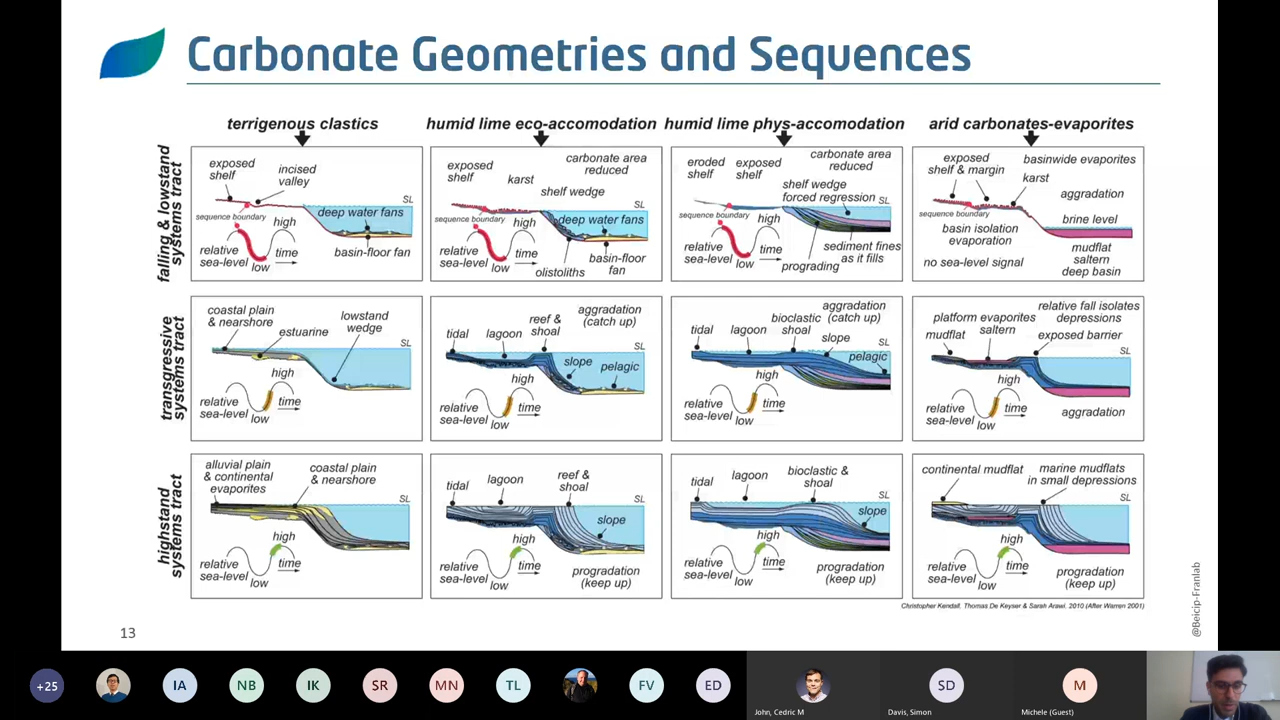 Carbonate Geometries and Sequences
terrigenous clastics
humid lime eco-accomodation
humid lime phys-accomodation
arid carbonates-evaporites
falling & lowstand
systems tract
exposed
shelf
incised
valley
SL
deep water fans
sequence boundary
high
relative
sea-level
low
time
basin-floor fan
exposed
shelf
karst
carbonate area
reduced
shelf wedge
SL
deep water fans
sequence boundary
high
relative
sea-level
low
time
olistoliths
basin-floor
fan
eroded
shelf
exposed
shelf
carbonate area
reduced
shelf wedge
forced regression
SL
sequence boundary
high
relative
sea-level
low
time
prograding
sediment fines
as it fills
exposed
shelf & margin
basinwide evaporites
karst
aggradation
SL
brine level
sequence boundary
basin isolation
evaporation
no sea-level signal
mudflat
saltern
deep basin
transgressive
systems tract
coastal plain
& nearshore
estuarine
lowstand
wedge
SL
high
relative
sea-level
low
time
tidal
lagoon
reef &
shoal
aggradation
(catch up)
SL
slope
pelagic
high
relative
sea-level
low
time
tidal
lagoon
bioclastic
shoal
aggradation
(catch up)
slope
SL
pelagic
high
relative
sea-level
low
time
mudflat
platform evaporites
saltern
relative fall isolates
depressions
exposed barrier
SL
high
relative
sea-level
low
time
aggradation
highstand
systems tract
alluvial plain
& continental
evaporites
coastal plain
& nearshore
SL
high
relative
sea-level
low
time
tidal
lagoon
reef &
shoal
SL
slope
high
relative
sea-level
low
time
progradation
(keep up)
tidal
lagoon
bioclastic &
shoal
SL
slope
high
relative
sea-level
low
time
progradation
(keep up)
continental mudflat
marine mudflats
in small depressions
SL
high
relative
sea-level
low
time
progradation
(keep up)
Christopher Kendall, Thomas De Keyser & Sarah Arawi, 2010 (After Warren 2001)
@Beicip-Franlab
13
+25
IA
NB
IK
SR
MN
TL
FV
ED
John, Cedric M
SD
Davis, Simon
M
Michele (Guest)